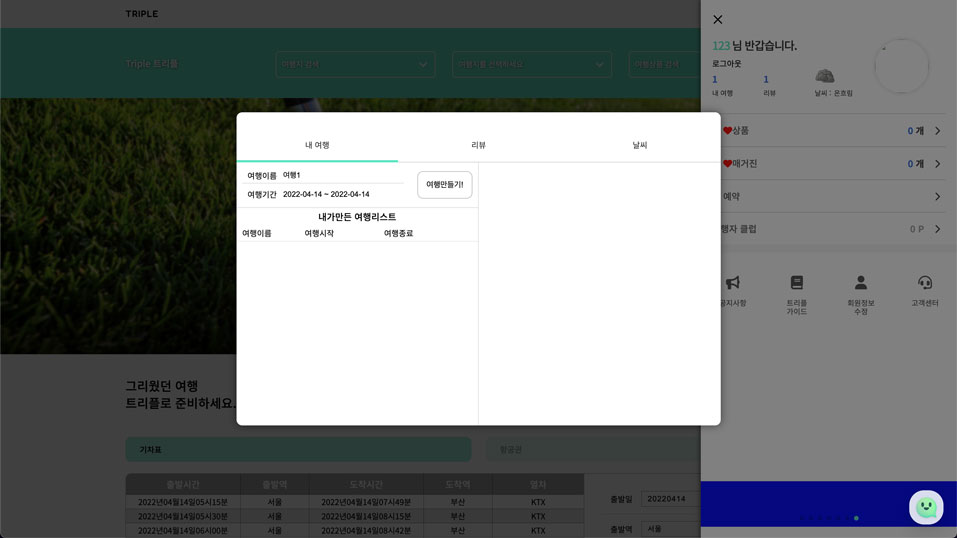 TRIPLE
Triple 트리플
여행지 검색
여행지를 선택하세요
여행상품 검색
123 님 반갑습니다.
로그아웃
1
1
내 여행
리뷰
날씨 : 온흐림
상품
0 개
매거진
0 개
예약
행자 클럽
0 P
공지사항
트리플
가이드
회원정보
수정
고객센터
내 여행
리뷰
날씨
여행이름
여행1
여행기간
2022-04-14 ~ 2022-04-14
여행만들기!
내가만든 여행리스트
여행이름
여행시작
여행종료
그리웠던 여행
트리플로 준비하세요.
기차표
항공권
출발시간 출발역 도착시간 도착역 열차
2022년04월14일05시15분 서울 2022년04월14일07시49분 부산 KTX
2022년04월14일05시30분 서울 2022년04월14일08시15분 부산 KTX
2022년04월14일06시00분 서울 2022년04월14일08시42분 부산 KTX
출발일
20220414
출발역
서울